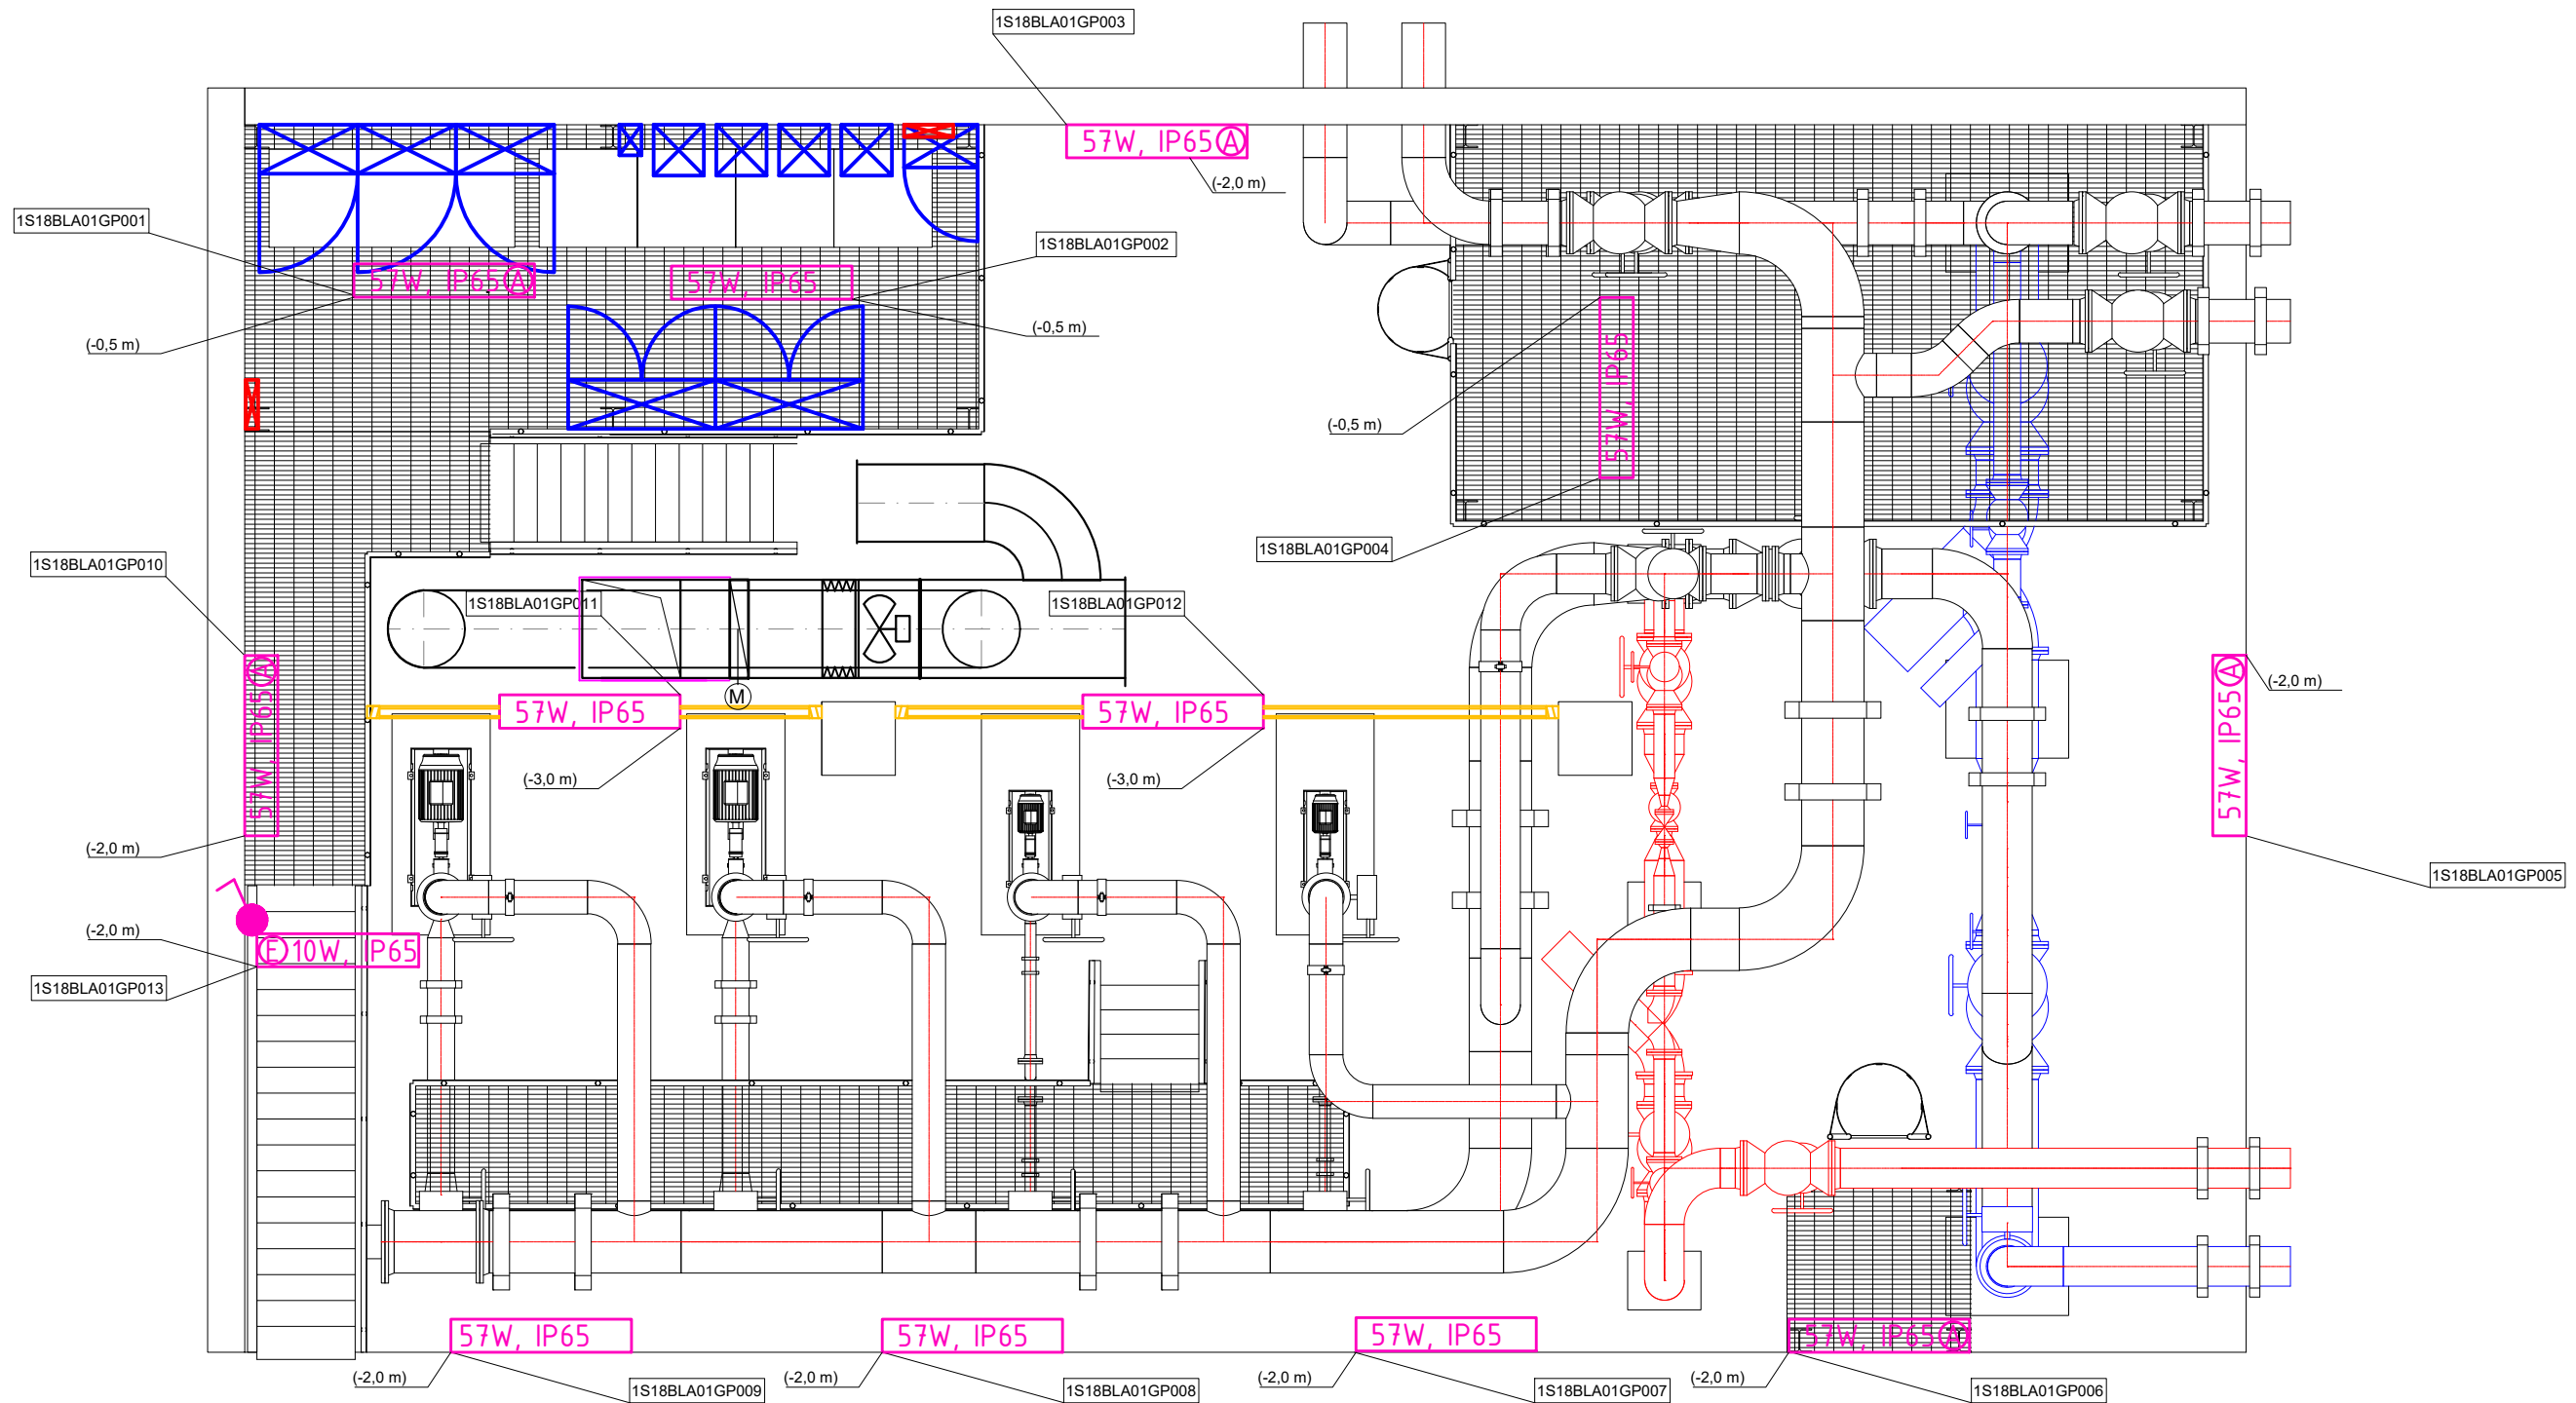 1S18BLA01GP003
57W, IP65 A
(-2,0 m)
1S18BLA01GP001
1S18BLA01GP002
57W, IP65 A
57W, IP65
(-0,5 m)
(-0,5 m)
57W, IP65
(-0,5 m)
1S18BLA01GP004
1S18BLA01GP010
1S18BLA01GP011
1S18BLA01GP012
M
57W, IP65 A
57W, IP65
57W, IP65
57W, IP65 A
(-2,0 m)
(-3,0 m)
(-3,0 m)
(-2,0 m)
1S18BLA01GP005
(-2,0 m)
E 10W, IP65
1S18BLA01GP013
57W, IP65
57W, IP65
57W, IP65
57W, IP65 A
(-2,0 m)
(-2,0 m)
(-2,0 m)
(-2,0 m)
1S18BLA01GP009
1S18BLA01GP008
1S18BLA01GP007
1S18BLA01GP006